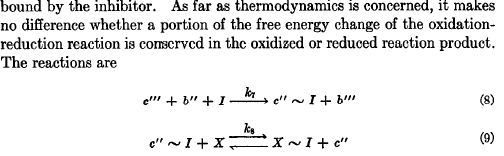 bound by the inhibitor. As far as thermodynamics is concerned, it makes
no difference whether a portion of the free energy change of the oxidation-
reduction reaction is conserved in the oxidized or reduced reaction product.
The reactions are
c''' + b'' + I —k₇→ c'' ∼ I + b''' (8)
c'' ∼ I + X ⇌k₈ X ∼ I + c'' (9)